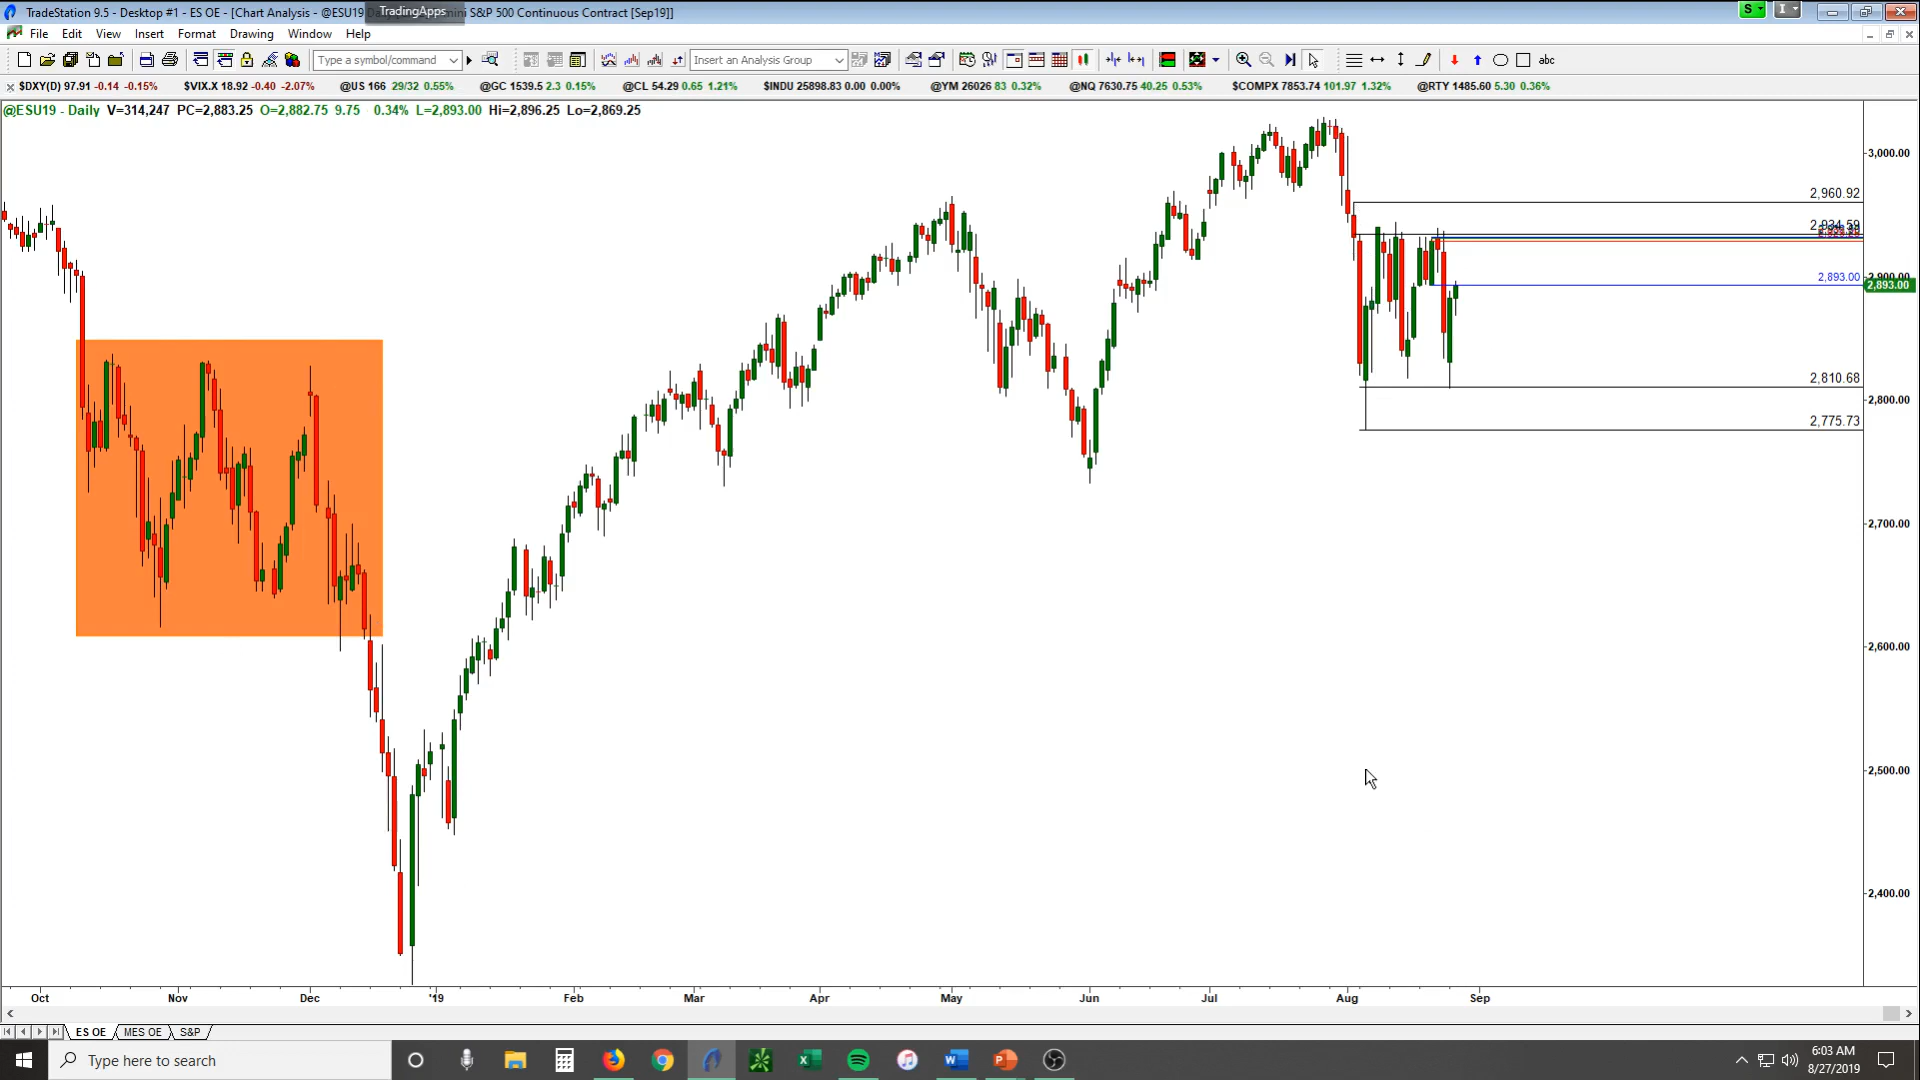 TradeStation 9.5 - Desktop #1 - ES OE - [Chart Analysis - @ESU19 TradingApps mini S&P 500 Continuous Contract [Sep19]]
S I
File Edit View Insert Format Drawing Window Help
Type a symbol/command Insert an Analysis Group abc
$DXY(D) 97.91 -0.14 -0.15% $VIX.X 18.92 -0.40 -2.07% @US 166 29/32 0.55% @GC 1539.5 2.3 0.15% @CL 54.29 0.65 1.21% $INDU 25898.83 0.00 0.00% @YM 26026 83 0.32% @NQ 7630.75 40.25 0.53% $COMPX 7853.74 101.97 1.32% @RTY 1485.60 5.30 0.36%
@ESU19 - Daily V=314,247 PC=2,883.25 O=2,882.75 9.75 0.34% L=2,893.00 Hi=2,896.25 Lo=2,869.25
3,000.00
2,960.92
2,934.59
2,900.00
2,893.00
2,893.00
2,810.68
2,800.00
2,775.73
2,700.00
2,600.00
2,500.00
2,400.00
Oct Nov Dec '19 Feb Mar Apr May Jun Jul Aug Sep
ES OE MES OE S&P
Type here to search
6:03 AM
8/27/2019